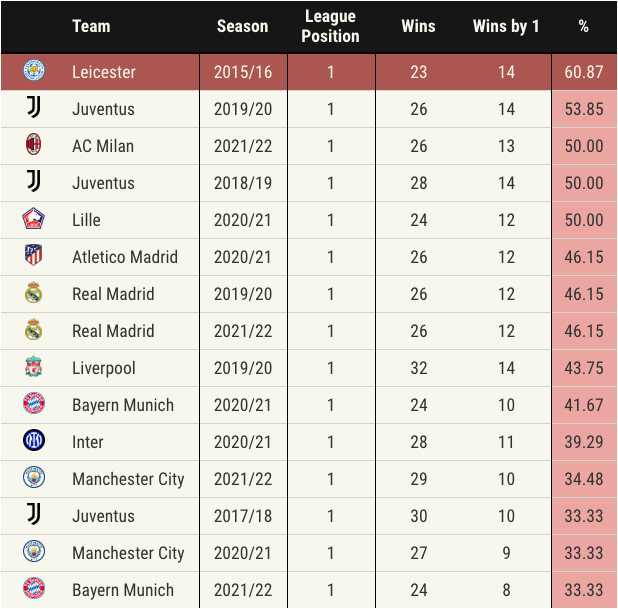 Team Season League Position Wins Wins by 1 %
Leicester 2015/16 1 23 14 60.87
Juventus 2019/20 1 26 14 53.85
AC Milan 2021/22 1 26 13 50.00
Juventus 2018/19 1 28 14 50.00
Lille 2020/21 1 24 12 50.00
Atletico Madrid 2020/21 1 26 12 46.15
Real Madrid 2019/20 1 26 12 46.15
Real Madrid 2021/22 1 26 12 46.15
Liverpool 2019/20 1 32 14 43.75
Bayern Munich 2020/21 1 24 10 41.67
Inter 2020/21 1 28 11 39.29
Manchester City 2021/22 1 29 10 34.48
Juventus 2017/18 1 30 10 33.33
Manchester City 2020/21 1 27 9 33.33
Bayern Munich 2021/22 1 24 8 33.33